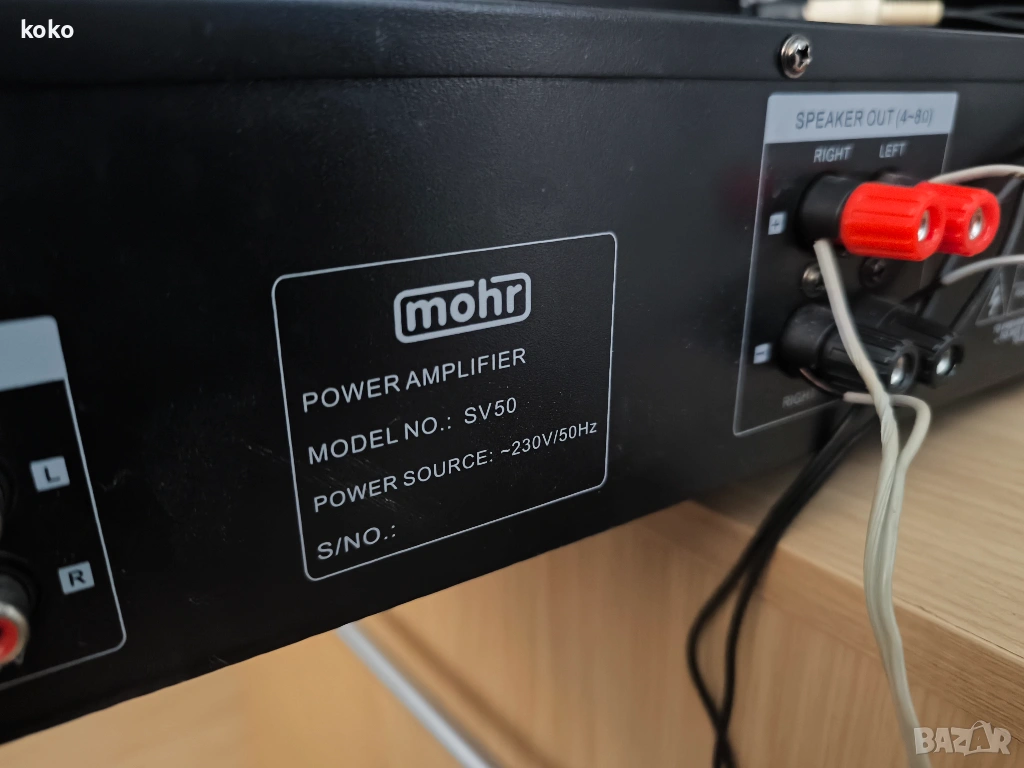 koko
SPEAKER OUT (4~8Ω)
RIGHT LEFT
+
-
RIGHT
mohr
POWER AMPLIFIER
MODEL NO.: SV50
POWER SOURCE: ~230V/50Hz
S/NO.:
L
R
BAZAR